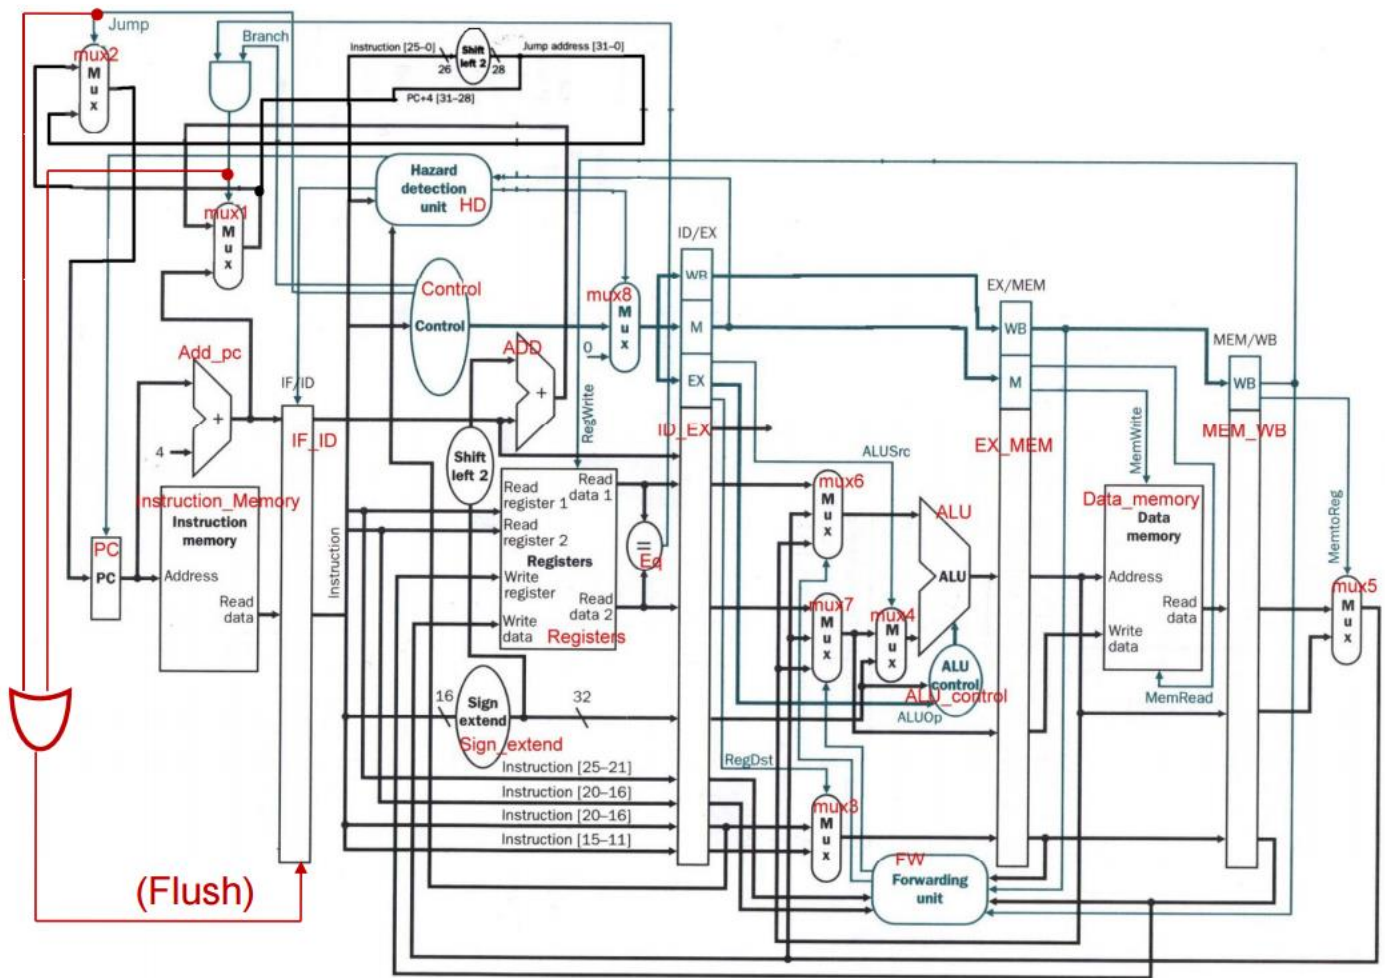 Jump
mux2
M
u
x
Branch
Instruction [25–0]
Shift
left 2
Jump address [31–0]
26
28
PC+4 [31–28]
Hazard
detection
unit
HD
mux1
M
u
x
ID/EX
WB
M
EX
ID_EX
Control
Control
mux8
M
u
x
0
EX/MEM
WB
M
EX_MEM
MEM/WB
WB
MEM_WB
Add_pc
+
4
IF/ID
IF_ID
ADD
+
RegWrite
Shift
left 2
Instruction_Memory
Instruction
memory
Address
Read
data
PC
PC
Instruction
Read
register 1
Read
register 2
Registers
Write
register
Write
data
Read
data 1
Read
data 2
Registers
=
Eq
ALUSrc
mux6
M
u
x
mux7
M
u
x
mux4
M
u
x
ALU
ALU
ALU
control
ALU_control
ALUOp
MemWrite
Data_memory
Data
memory
Address
Read
data
Write
data
MemRead
MemtoReg
mux5
M
u
x
16
Sign
extend
Sign_extend
32
Instruction [25–21]
Instruction [20–16]
Instruction [20–16]
Instruction [15–11]
RegDst
mux3
M
u
x
FW
Forwarding
unit
(Flush)